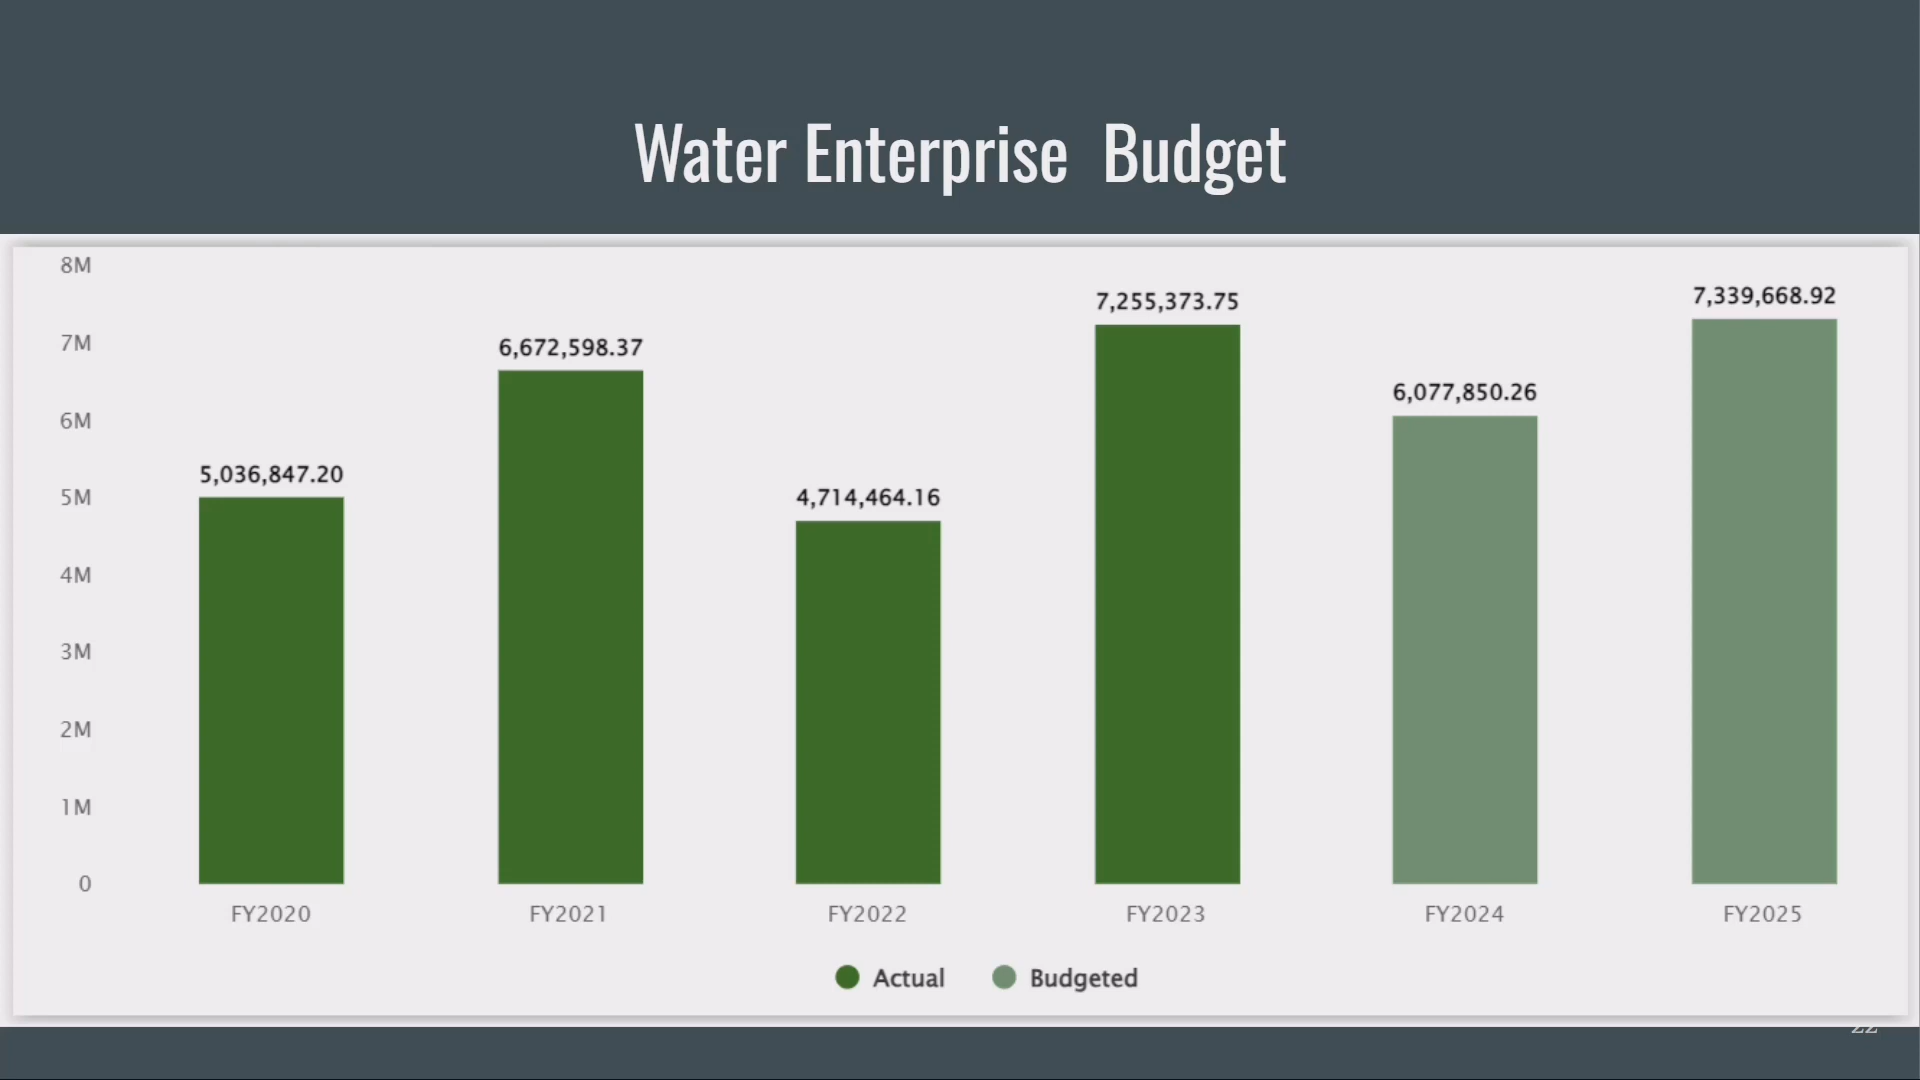 Water Enterprise  Budget
8M
7M
6M
5M
4M
3M
2M
1M
0
5,036,847.20
6,672,598.37
4,714,464.16
7,255,373.75
6,077,850.26
7,339,668.92
FY2020
FY2021
FY2022
FY2023
FY2024
FY2025
Actual
Budgeted
22